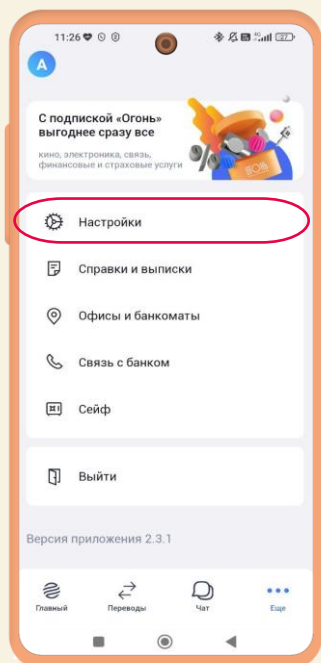 11:26
27
A
С подпиской «Огонь»
выгоднее сразу все
кино, электроника, связь,
финансовые и страховые услуги
Настройки
Справки и выписки
Офисы и банкоматы
Связь с банком
Сейф
Выйти
Версия приложения 2.3.1
Главный Переводы Чат Еще